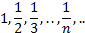 1, 1/2, 1/3, . . , 1/n, ..